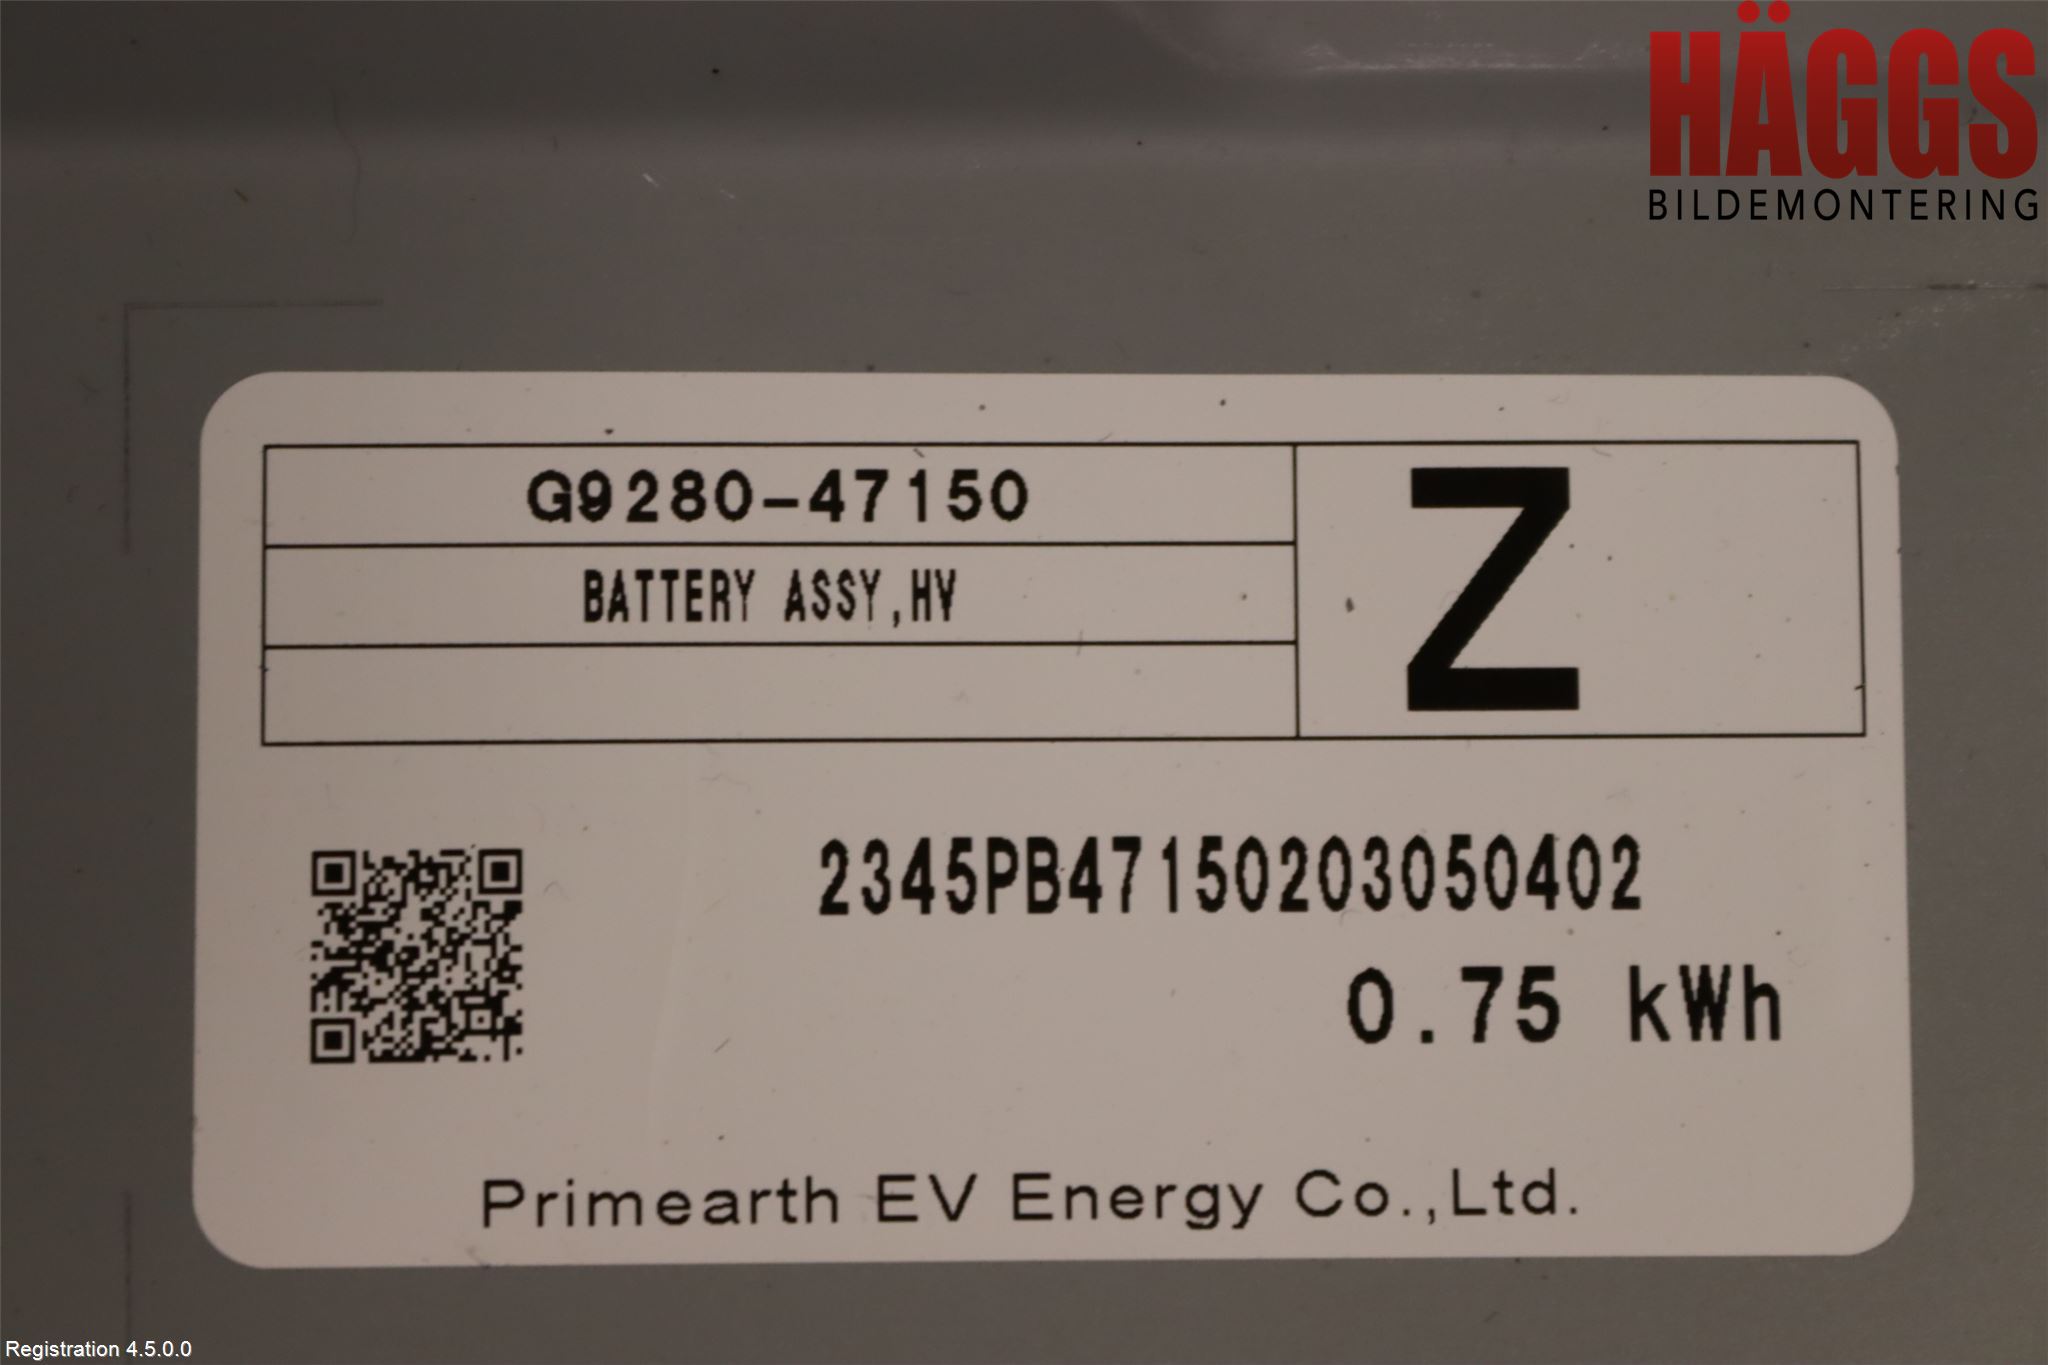 HÄGGS
BILDEMONTERING
G9280-47150
Z
BATTERY ASSY,HV
2345PB47150203050402
0.75 kWh
Primearth EV Energy Co.,Ltd.
Registration 4.5.0.0